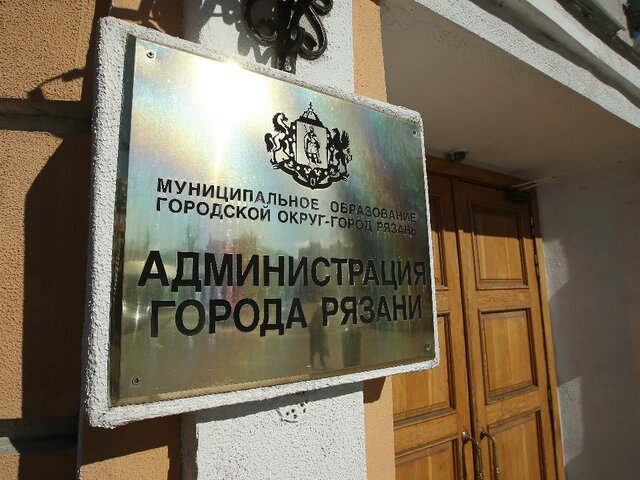 МУНИЦИПАЛЬНОЕ ОБРАЗОВАНИЕ
ГОРОДСКОЙ ОКРУГ-ГОРОД РЯЗАНЬ
АДМИНИСТРАЦИЯ
ГОРОДА РЯЗАНИ